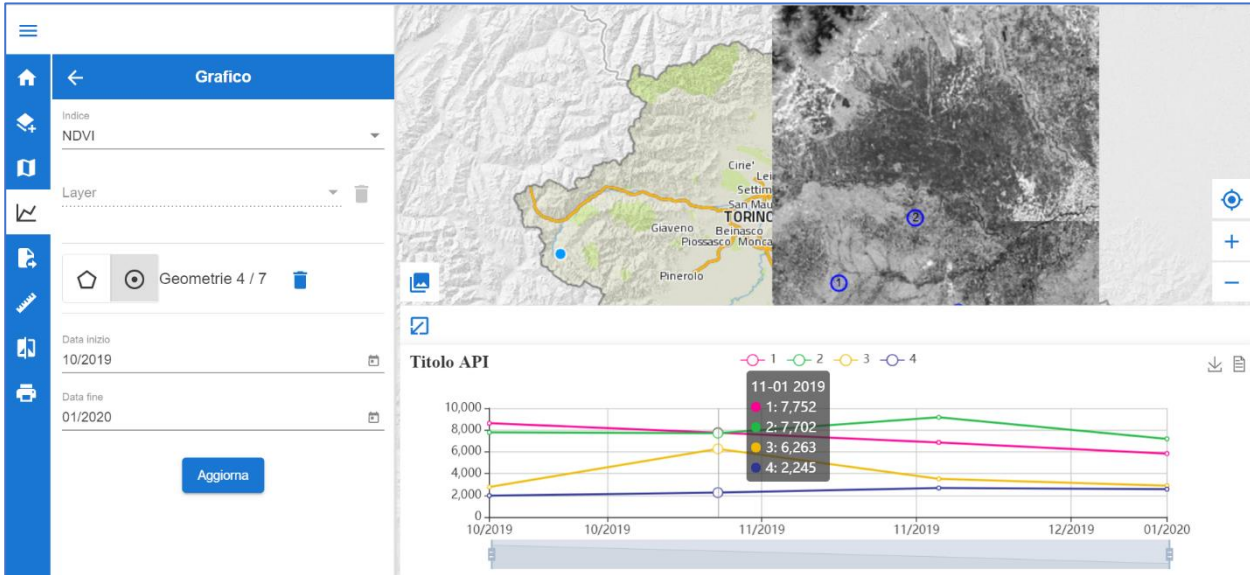 Grafico
Indice
NDVI
Layer
Geometrie 4 / 7
Data inizio
10/2019
Data fine
01/2020
Aggiorna
Cirie'
Lei
Settim
San Mau
TORINO
Giaveno
Beinasco
Piossasco
Monca
Pinerolo
2
1
Titolo API
1 2 3 4
11-01 2019
1: 7,752
2: 7,702
3: 6,263
4: 2,245
10,000
8,000
6,000
4,000
2,000
0
10/2019 10/2019 11/2019 11/2019 12/2019 01/2020